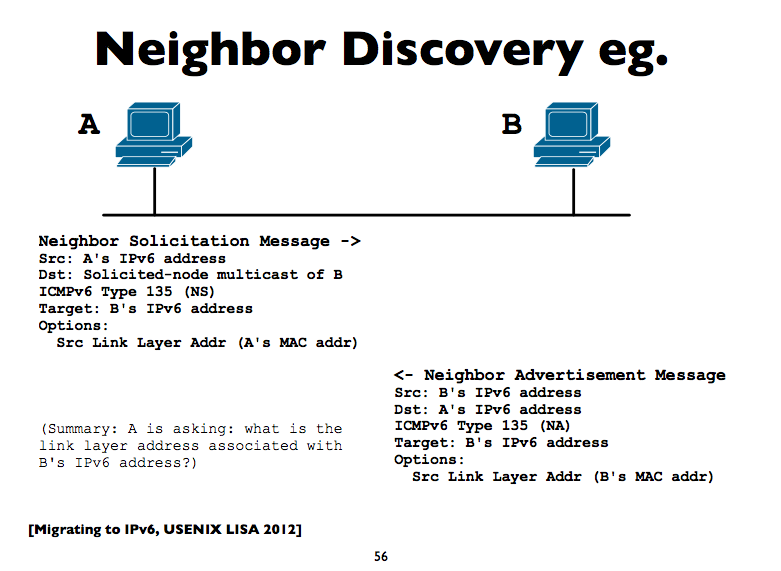 Neighbor Discovery eg.
A
B
Neighbor Solicitation Message ->
Src: A's IPv6 address
Dst: Solicited-node multicast of B
ICMPv6 Type 135 (NS)
Target: B's IPv6 address
Options:
Src Link Layer Addr (A's MAC addr)
<- Neighbor Advertisement Message
Src: B's IPv6 address
Dst: A's IPv6 address
ICMPv6 Type 135 (NA)
Target: B's IPv6 address
Options:
Src Link Layer Addr (B's MAC addr)
(Summary: A is asking: what is the
link layer address associated with
B's IPv6 address?)
[Migrating to IPv6, USENIX LISA 2012]
56